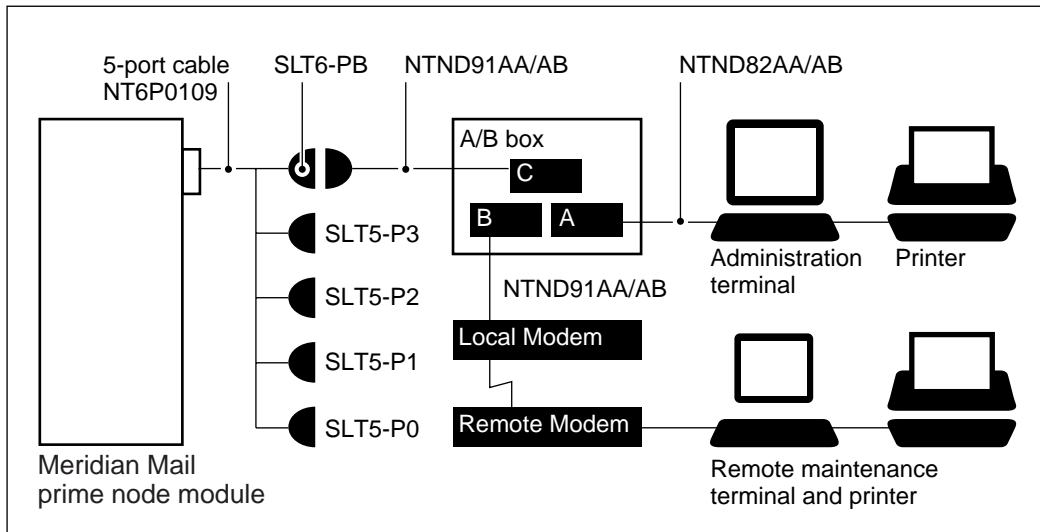 5-port cable
NT6P0109
SLT6-PB
NTND91AA/AB
NTND82AA/AB
A/B box
C
B
A
SLT5-P3
SLT5-P2
SLT5-P1
SLT5-P0
NTND91AA/AB
Local Modem
Remote Modem
Administration
terminal
Printer
Meridian Mail
prime node module
Remote maintenance
terminal and printer